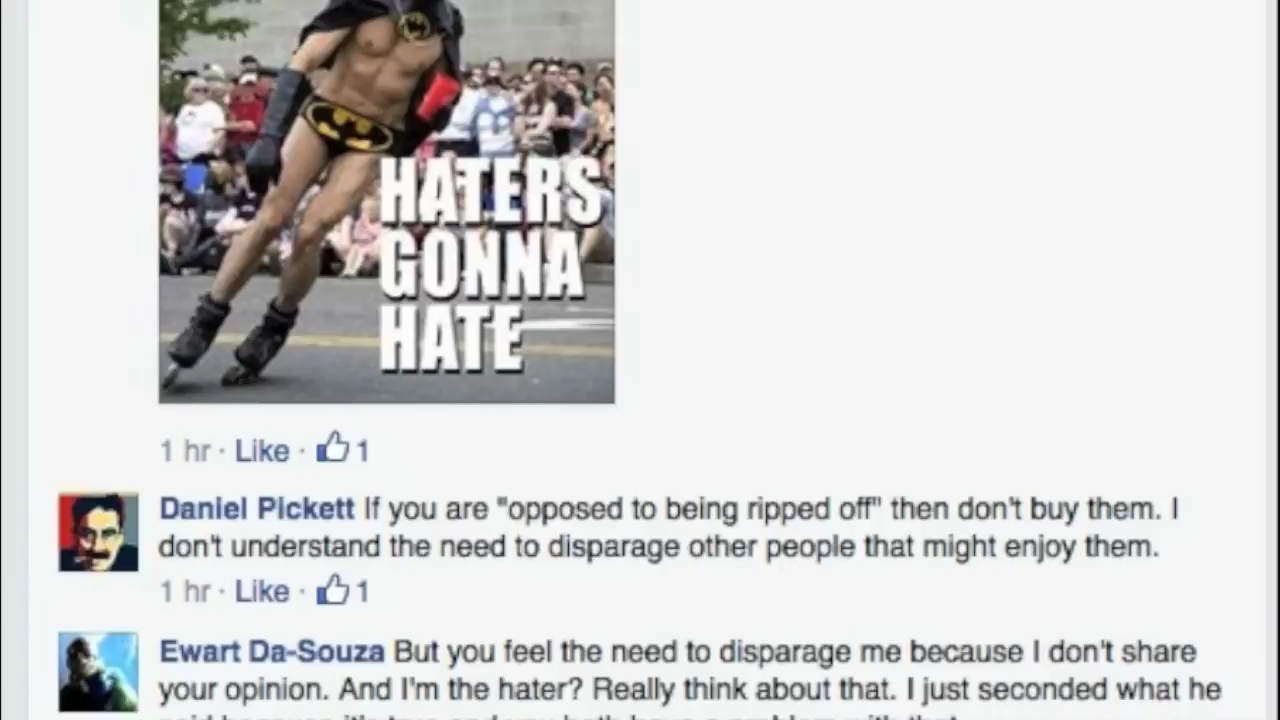 HATERS
GONNA
HATE
1 hr · Like · 1
Daniel Pickett If you are "opposed to being ripped off" then don't buy them. I
don't understand the need to disparage other people that might enjoy them.
1 hr · Like · 1
Ewart Da-Souza But you feel the need to disparage me because I don't share
your opinion. And I'm the hater? Really think about that. I just seconded what he